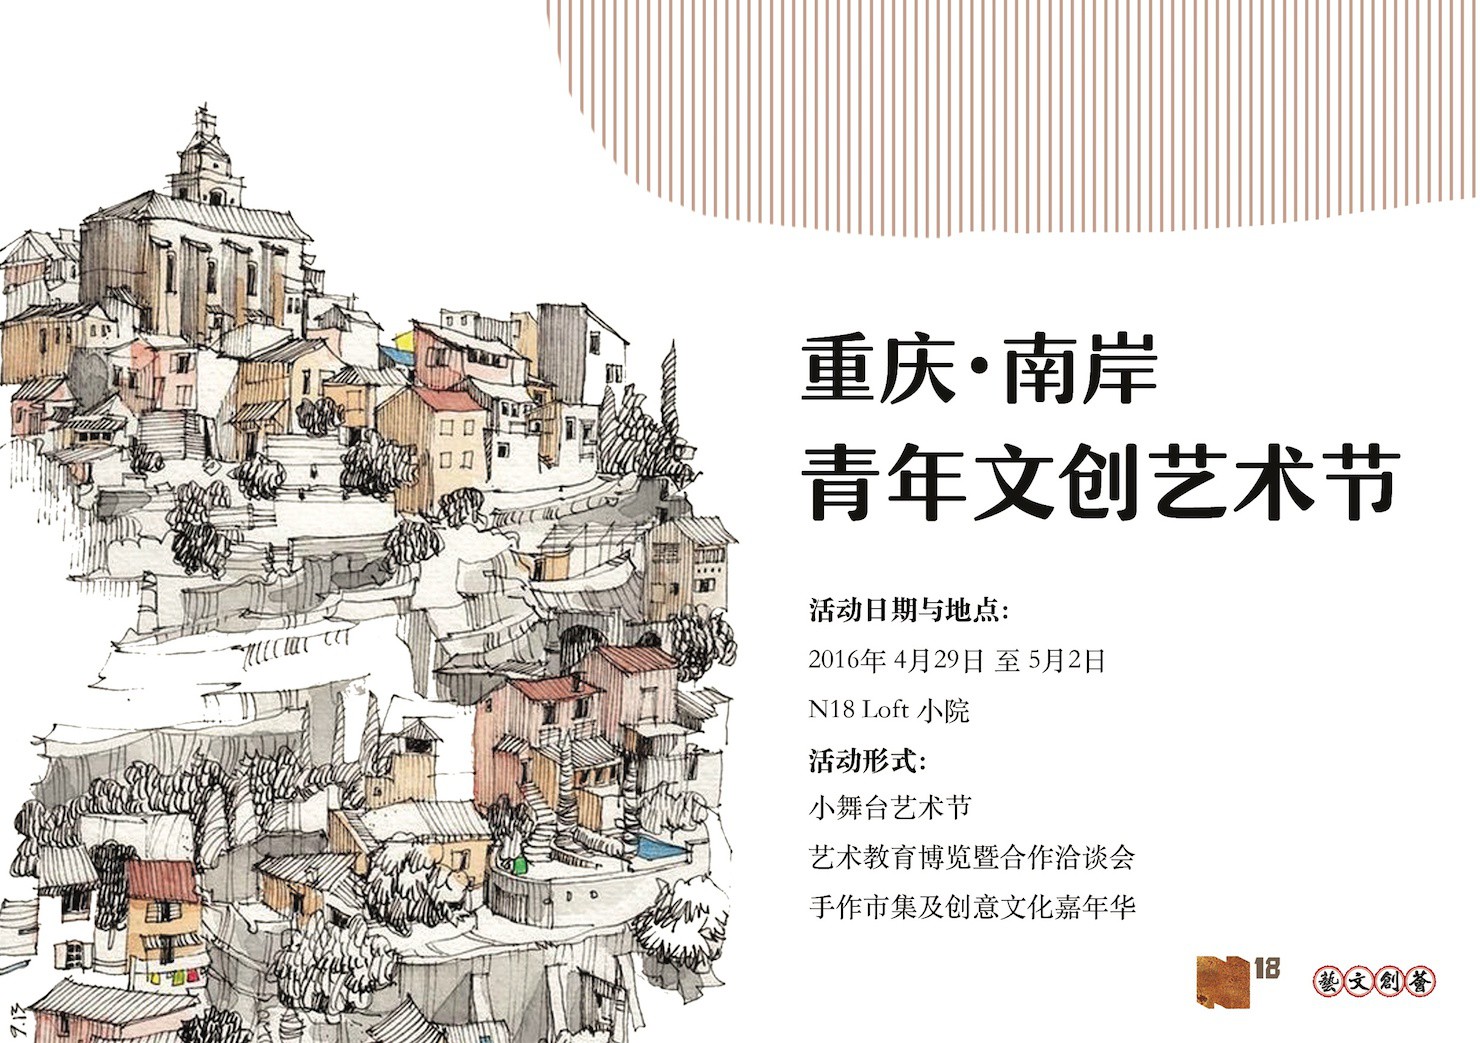 重庆·南岸
青年文创艺术节
活动日期与地点：
2016年 4月29日 至 5月2日
N18 Loft 小院
活动形式：
小舞台艺术节
艺术教育博览暨合作洽谈会
手作市集及创意文化嘉年华
N18
藝文創薈
9.13